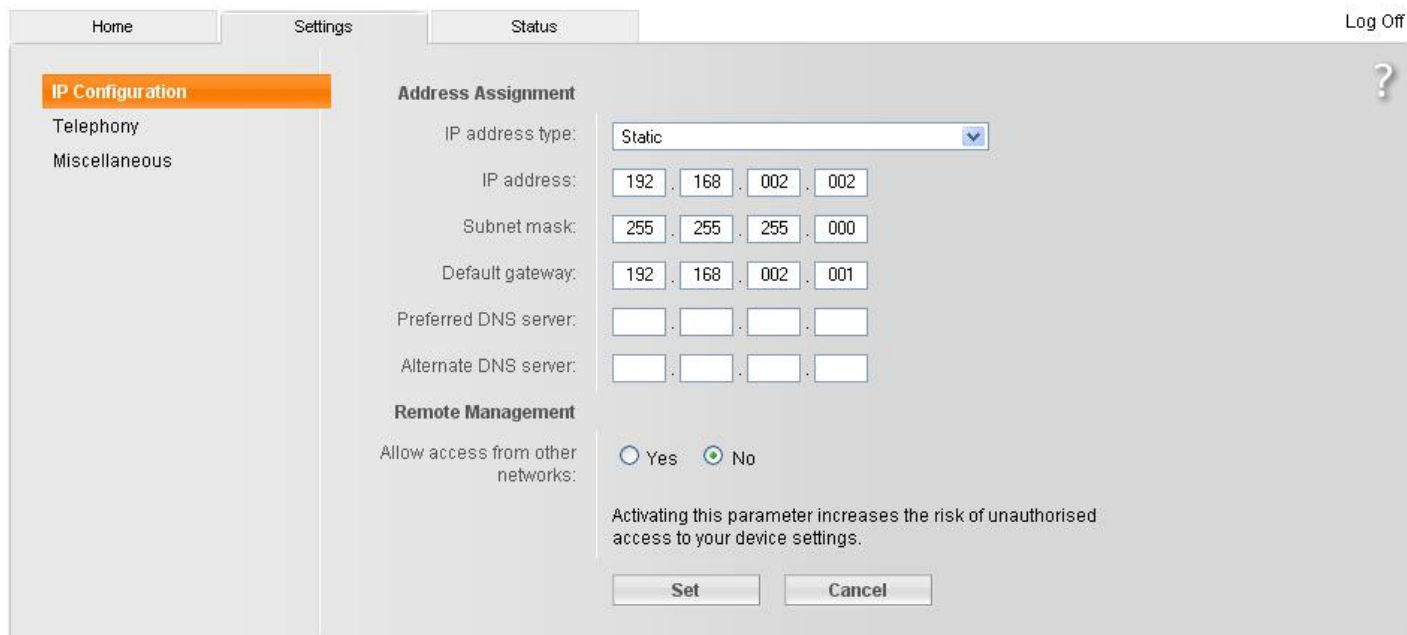 Home Settings Status Log Off
IP Configuration
Telephony
Miscellaneous
?
Address Assignment
IP address type: Static
IP address: 192 . 168 . 002 . 002
Subnet mask: 255 . 255 . 255 . 000
Default gateway: 192 . 168 . 002 . 001
Preferred DNS server: . . .
Alternate DNS server: . . .
Remote Management
Allow access from other
networks:
Yes No
Activating this parameter increases the risk of unauthorised
access to your device settings.
Set Cancel